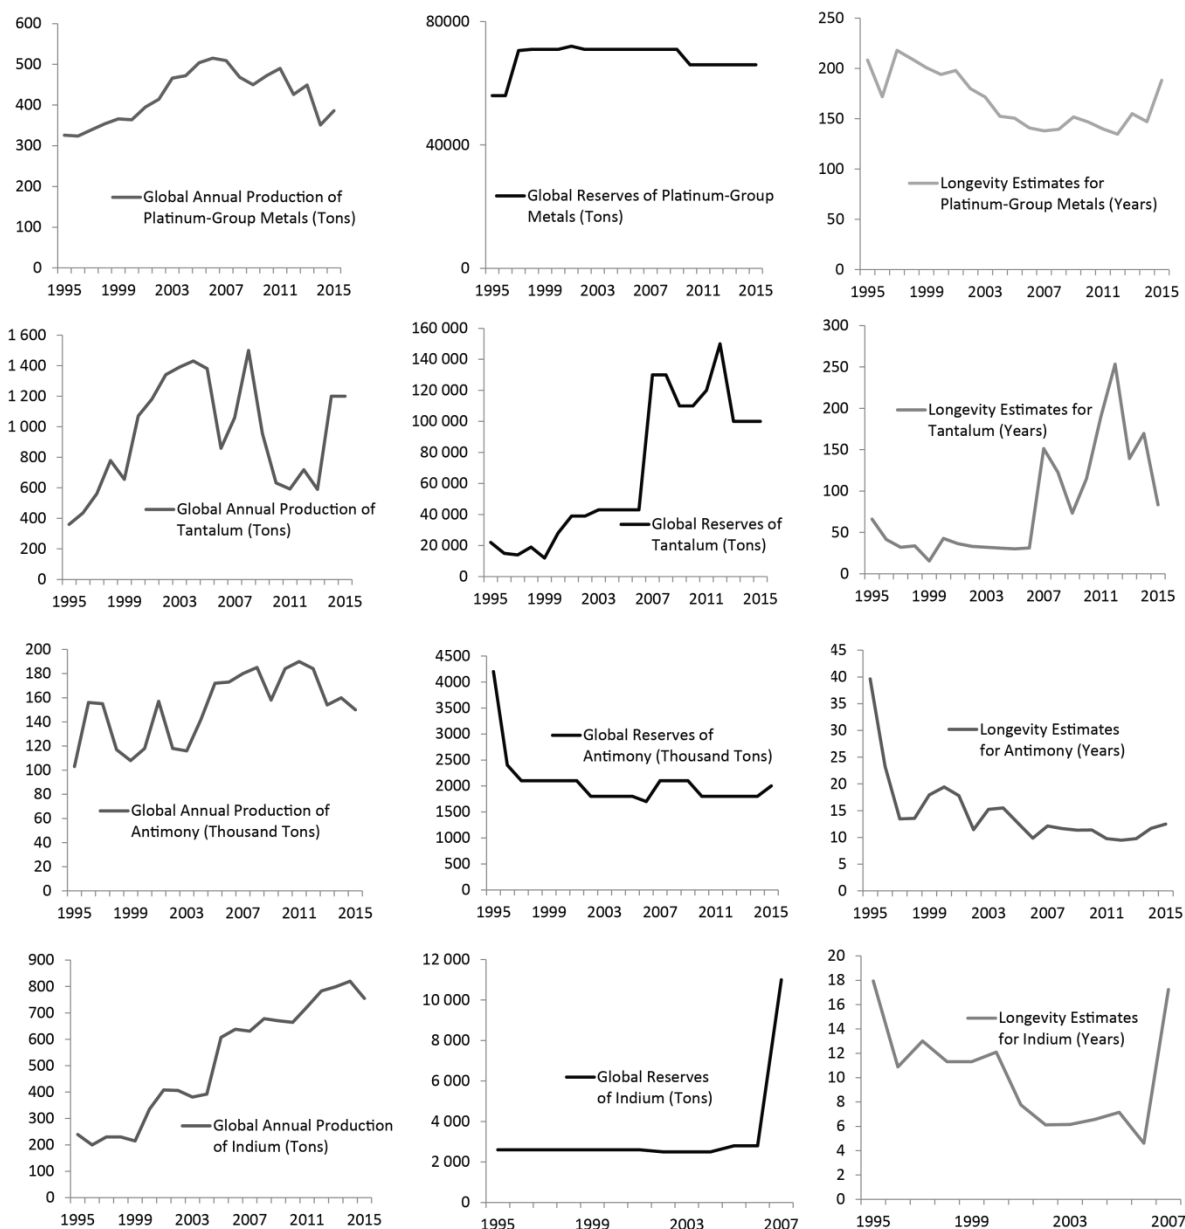 600
500
400
300
200
100
0
Global Annual Production of
Platinum-Group Metals (Tons)
1995 1999 2003 2007 2011 2015
80000
40000
0
Global Reserves of Platinum-Group
Metals (Tons)
1995 1999 2003 2007 2011 2015
250
200
150
100
50
0
Longevity Estimates for
Platinum-Group Metals (Years)
1995 1999 2003 2007 2011 2015
1 600
1 400
1 200
1 000
800
600
400
200
0
Global Annual Production of
Tantalum (Tons)
1995 1999 2003 2007 2011 2015
160 000
140 000
120 000
100 000
80 000
60 000
40 000
20 000
0
Global Reserves of
Tantalum (Tons)
1995 1999 2003 2007 2011 2015
300
250
200
150
100
50
0
Longevity Estimates for
Tantalum (Years)
1995 1999 2003 2007 2011 2015
200
180
160
140
120
100
80
60
40
20
0
Global Annual Production of
Antimony (Thousand Tons)
1995 1999 2003 2007 2011 2015
4500
4000
3500
3000
2500
2000
1500
1000
500
0
Global Reserves of
Antimony (Thousand Tons)
1995 1999 2003 2007 2011 2015
45
40
35
30
25
20
15
10
5
0
Longevity Estimates
for Antimony (Years)
1995 1999 2003 2007 2011 2015
900
800
700
600
500
400
300
200
100
0
Global Annual Production
of Indium (Tons)
1995 1999 2003 2007 2011 2015
12 000
10 000
8 000
6 000
4 000
2 000
0
Global Reserves
of Indium (Tons)
1995 1999 2003 2007
20
18
16
14
12
10
8
6
4
2
0
Longevity Estimates
for Indium (Years)
1995 1999 2003 2007